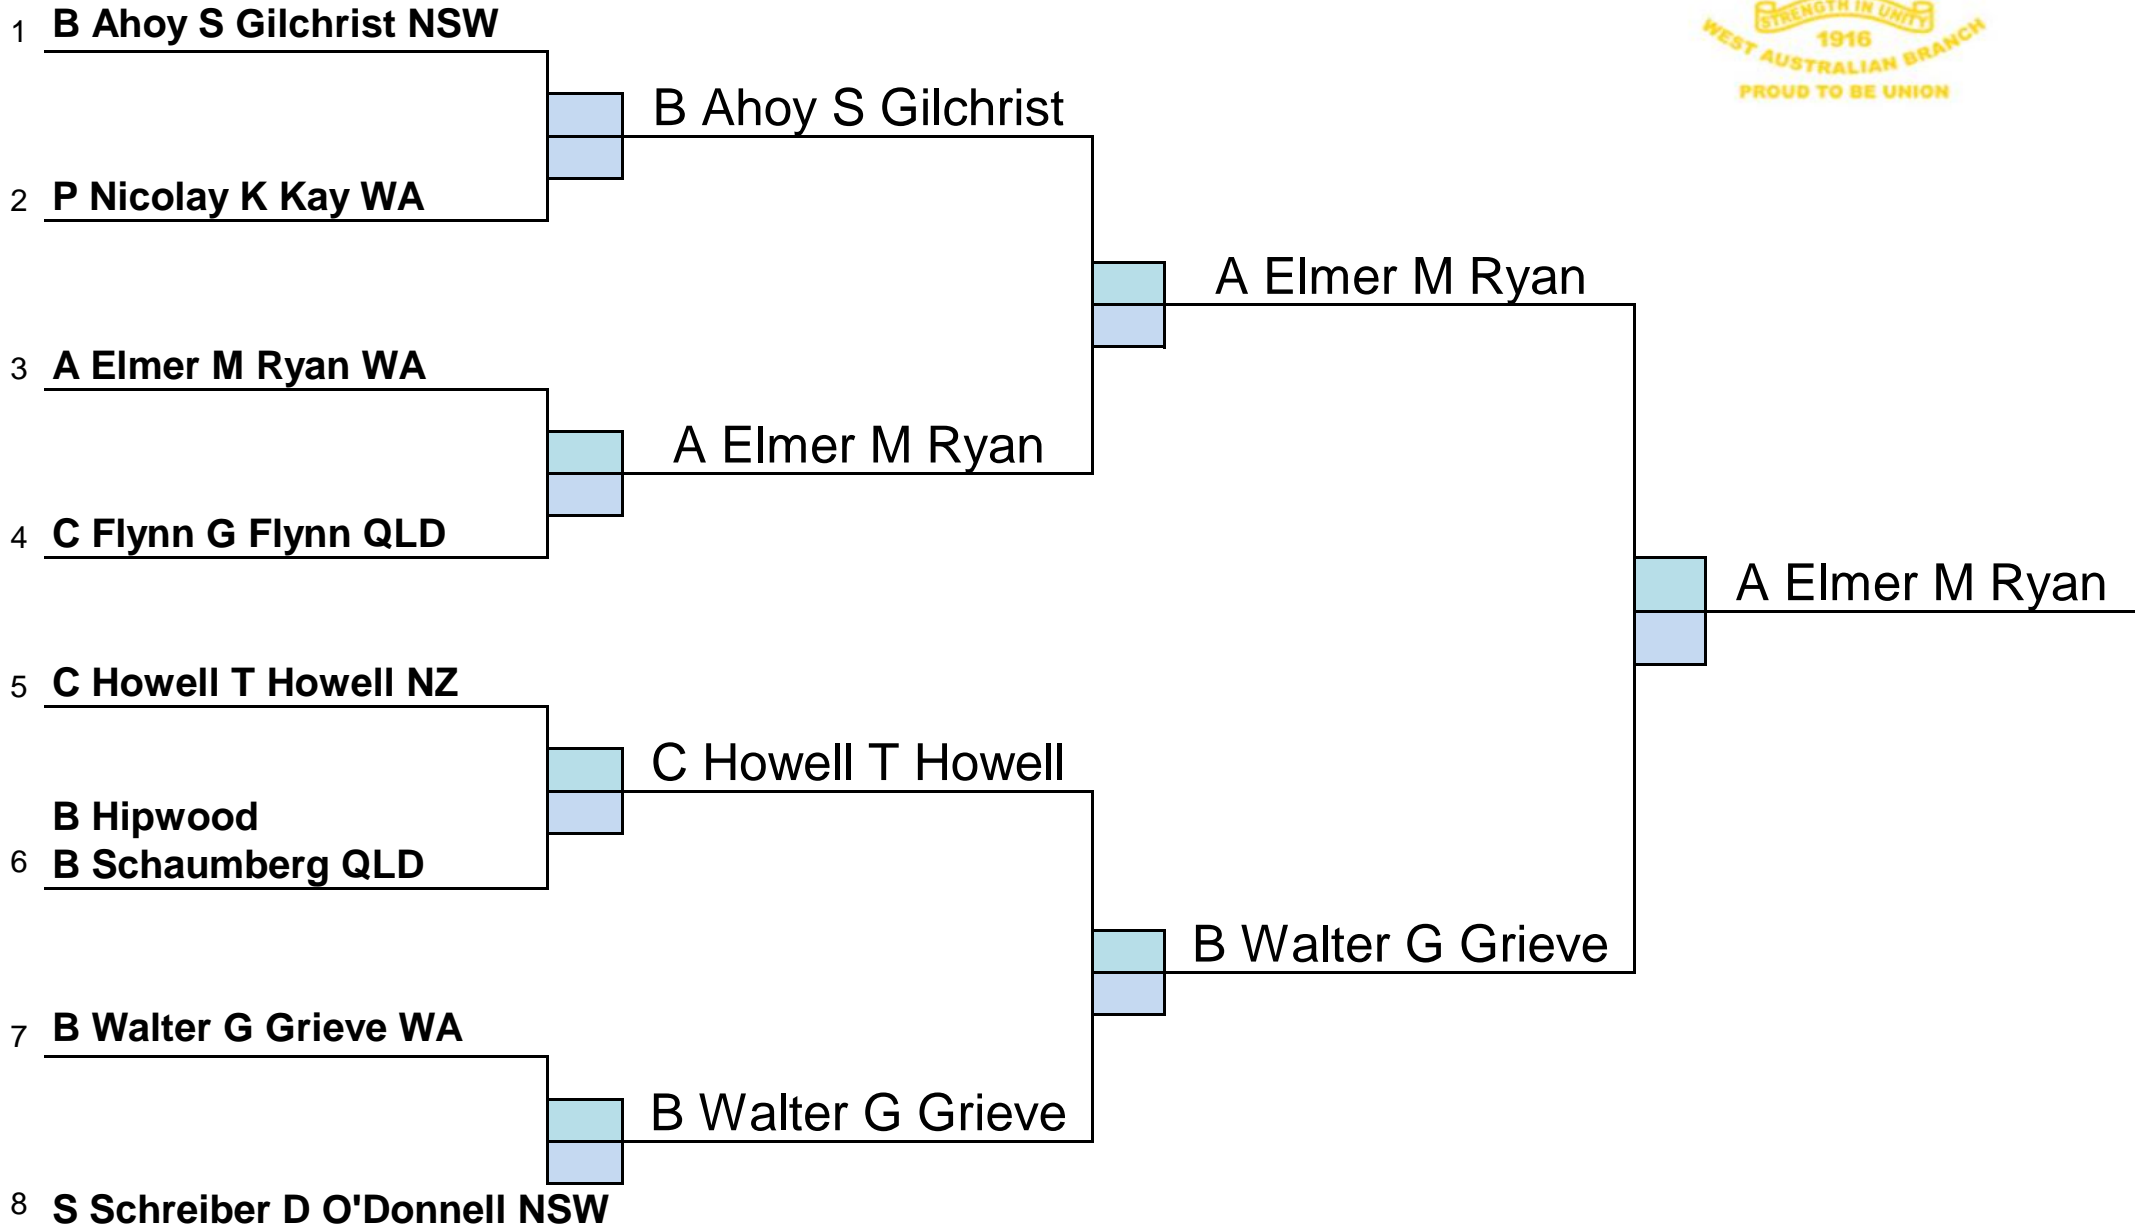 1 B Ahoy S Gilchrist NSW
STRENGTH IN UNITY
1916
WEST AUSTRALIAN BRANCH
PROUD TO BE UNION
B Ahoy S Gilchrist
2 P Nicolay K Kay WA
A Elmer M Ryan
3 A Elmer M Ryan WA
A Elmer M Ryan
4 C Flynn G Flynn QLD
A Elmer M Ryan
5 C Howell T Howell NZ
C Howell T Howell
B Hipwood
6 B Schaumberg QLD
B Walter G Grieve
7 B Walter G Grieve WA
B Walter G Grieve
8 S Schreiber D O'Donnell NSW